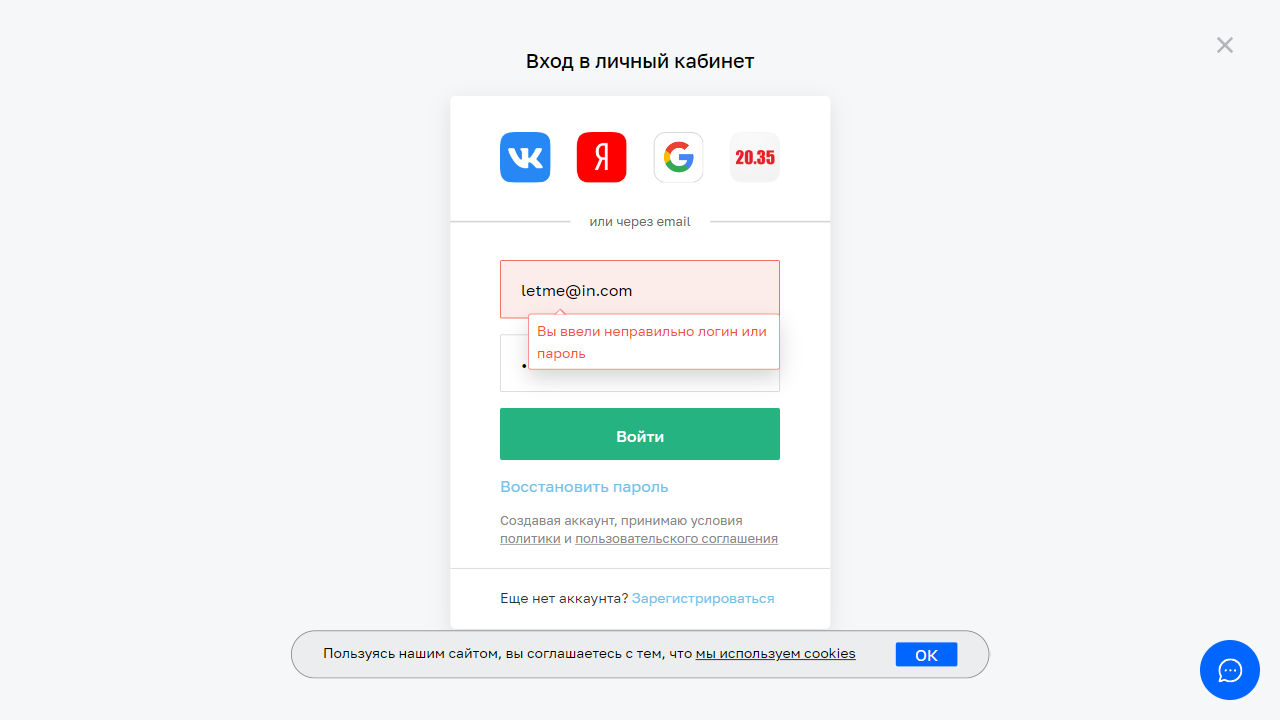 Вход в личный кабинет
20.35
или через email
letme@in.com
Вы ввели неправильно логин или
пароль
Войти
Восстановить пароль
Создавая аккаунт, принимаю условия
политики и пользовательского соглашения
Еще нет аккаунта? Зарегистрироваться
Пользуясь нашим сайтом, вы соглашаетесь с тем, что мы используем cookies
OK